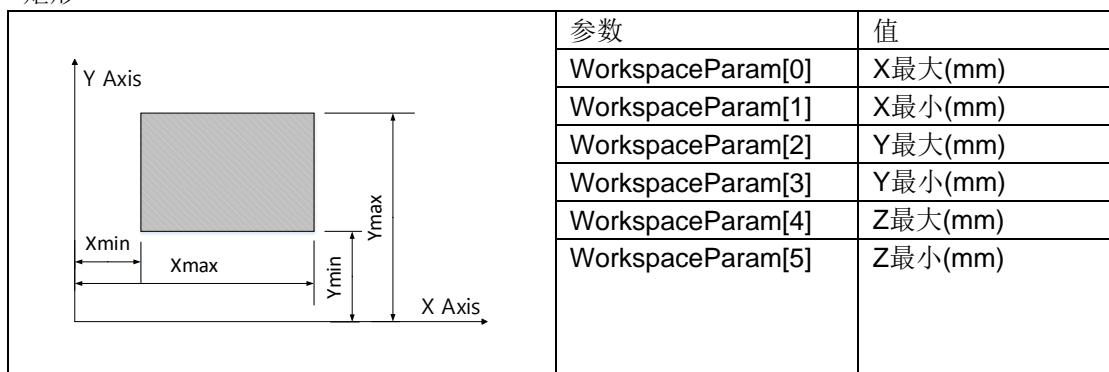 参数 值
WorkspaceParam[0] X最大(mm)
WorkspaceParam[1] X最小(mm)
WorkspaceParam[2] Y最大(mm)
WorkspaceParam[3] Y最小(mm)
WorkspaceParam[4] Z最大(mm)
WorkspaceParam[5] Z最小(mm)
Y Axis
Xmin
Xmax
Ymin
Ymax
X Axis